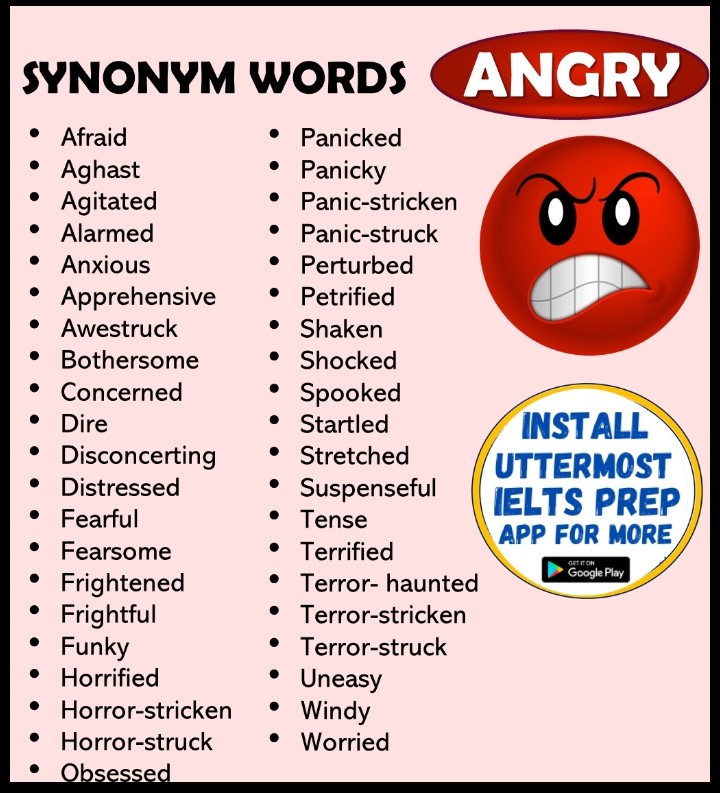 SYNONYM WORDS
ANGRY
• Afraid
• Aghast
• Agitated
• Alarmed
• Anxious
• Apprehensive
• Awestruck
• Bothersome
• Concerned
• Dire
• Disconcerting
• Distressed
• Fearful
• Fearsome
• Frightened
• Frightful
• Funky
• Horrified
• Horror-stricken
• Horror-struck
• Obsessed
• Panicked
• Panicky
• Panic-stricken
• Panic-struck
• Perturbed
• Petrified
• Shaken
• Shocked
• Spooked
• Startled
• Stretched
• Suspenseful
• Tense
• Terrified
• Terror- haunted
• Terror-stricken
• Terror-struck
• Uneasy
• Windy
• Worried
INSTALL
UTTERMOST
IELTS PREP
APP FOR MORE
GET IT ON
Google Play